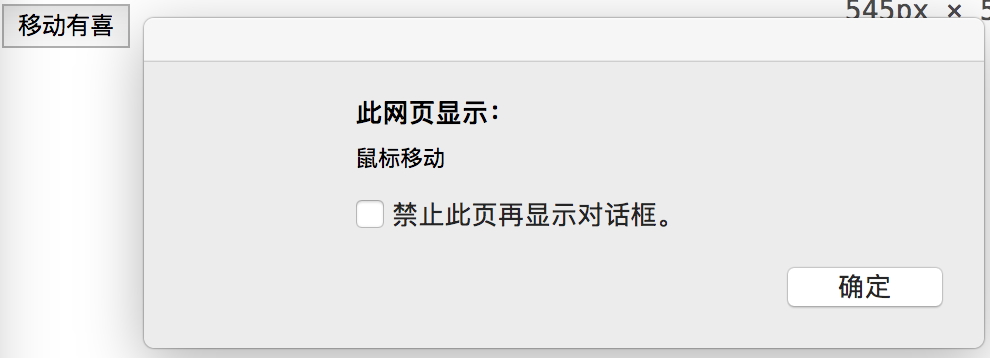 移动有喜
545px × 5
此网页显示：
鼠标移动
禁止此页再显示对话框。
确定